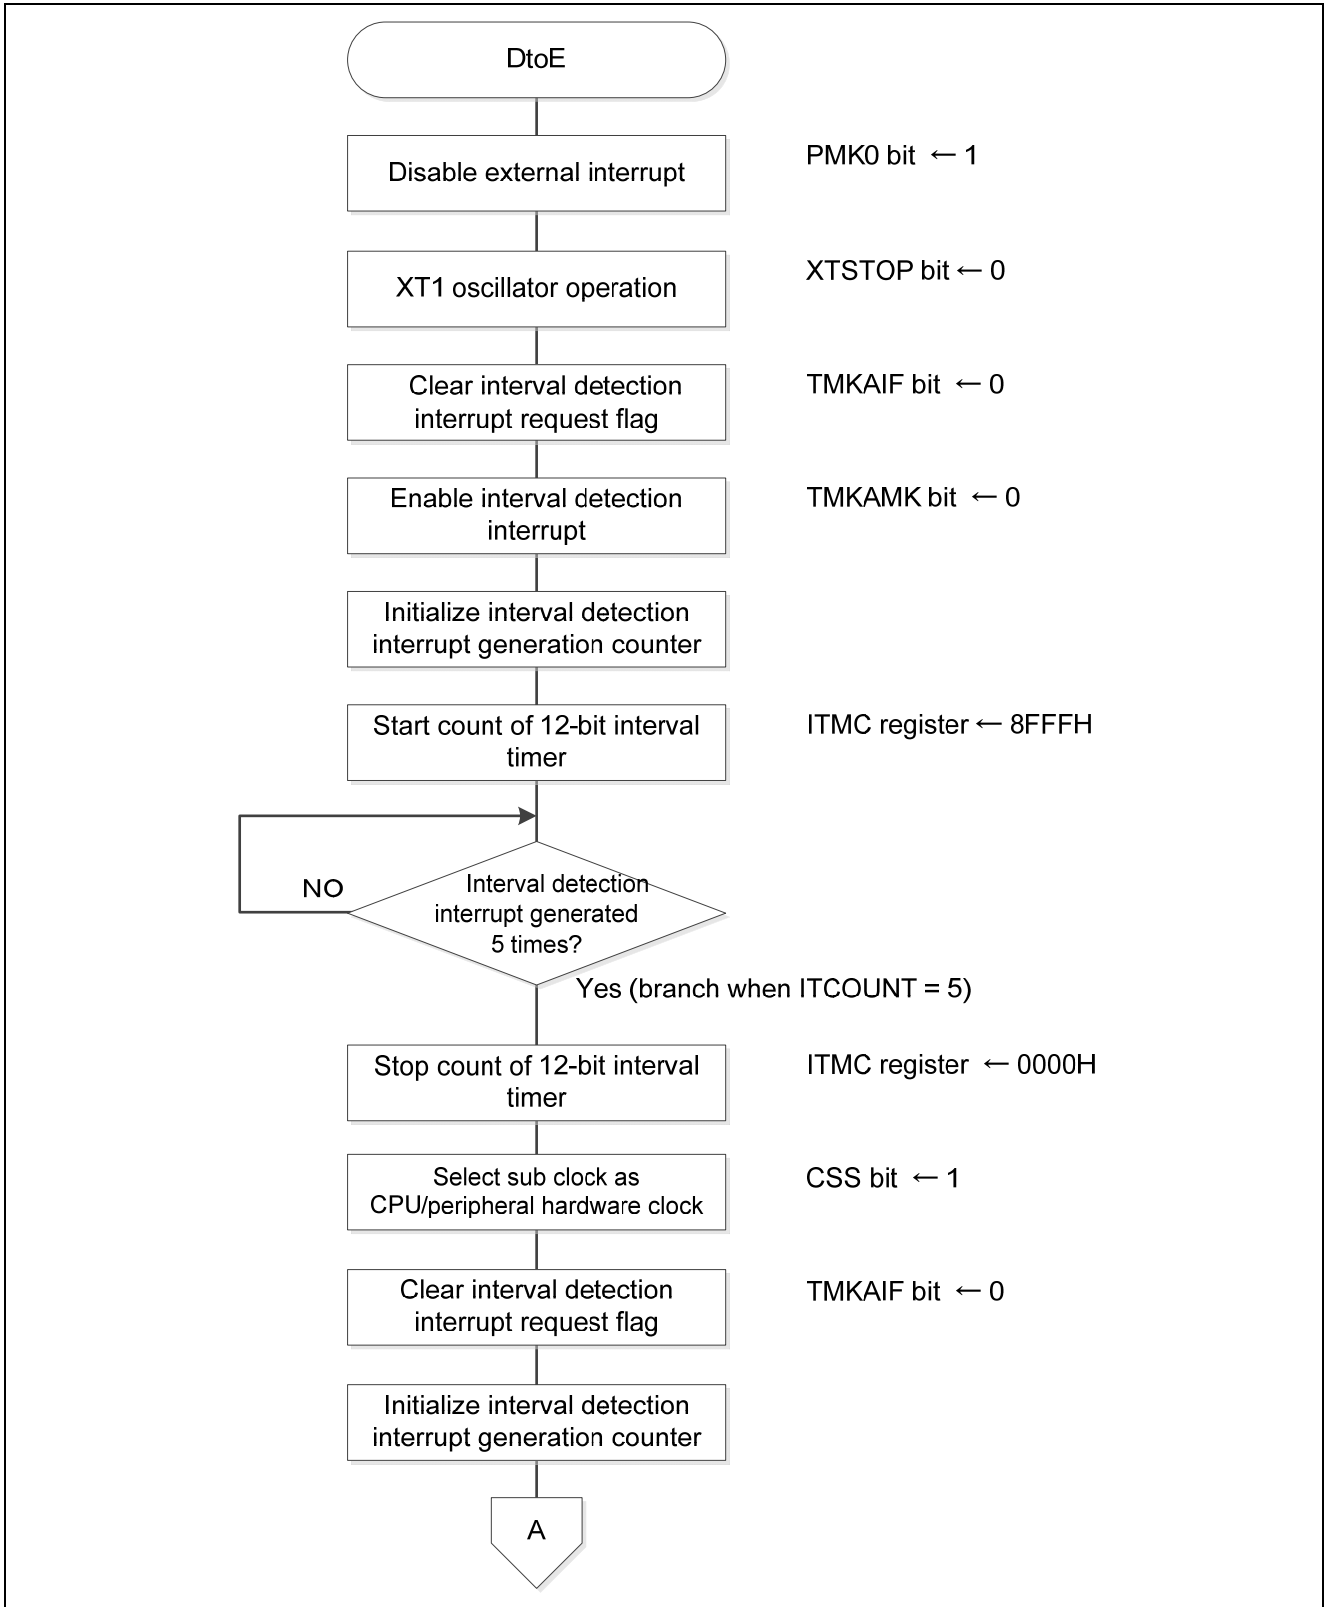 DtoE
Disable external interrupt
PMK0 bit ← 1
XT1 oscillator operation
XTSTOP bit ← 0
Clear interval detection
interrupt request flag
TMKAIF bit ← 0
Enable interval detection
interrupt
TMKAMK bit ← 0
Initialize interval detection
interrupt generation counter
Start count of 12-bit interval
timer
ITMC register ← 8FFFH
NO
Interval detection
interrupt generated
5 times?
Yes (branch when ITCOUNT = 5)
Stop count of 12-bit interval
timer
ITMC register ← 0000H
Select sub clock as
CPU/peripheral hardware clock
CSS bit ← 1
Clear interval detection
interrupt request flag
TMKAIF bit ← 0
Initialize interval detection
interrupt generation counter
A